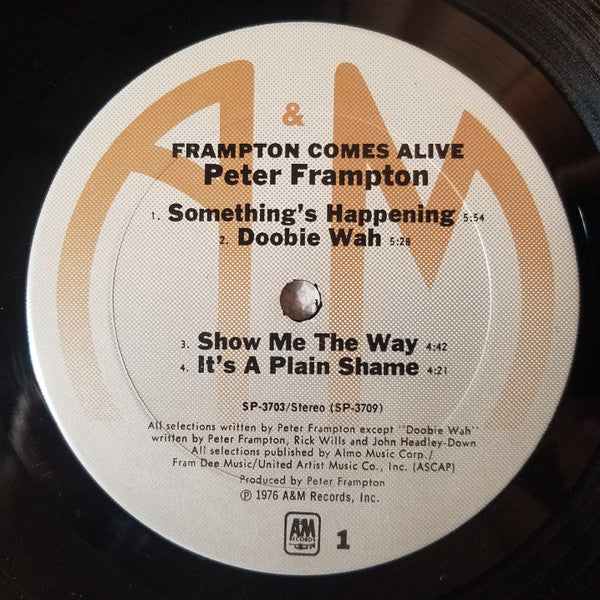 A & M
FRAMPTON COMES ALIVE
Peter Frampton
1. Something's Happening 5:54
2. Doobie Wah 5:28
3. Show Me The Way 4:42
4. It's A Plain Shame 4:21
SP-3703/Stereo (SP-3709)
All selections written by Peter Frampton except "Doobie Wah"
written by Peter Frampton, Rick Wills and John Headley-Down
All selections published by Almo Music Corp./
Fram Dee Music/United Artist Music Co., Inc. (ASCAP)
Produced by Peter Frampton
℗ 1976 A&M Records, Inc.
A&M
RECORDS
1